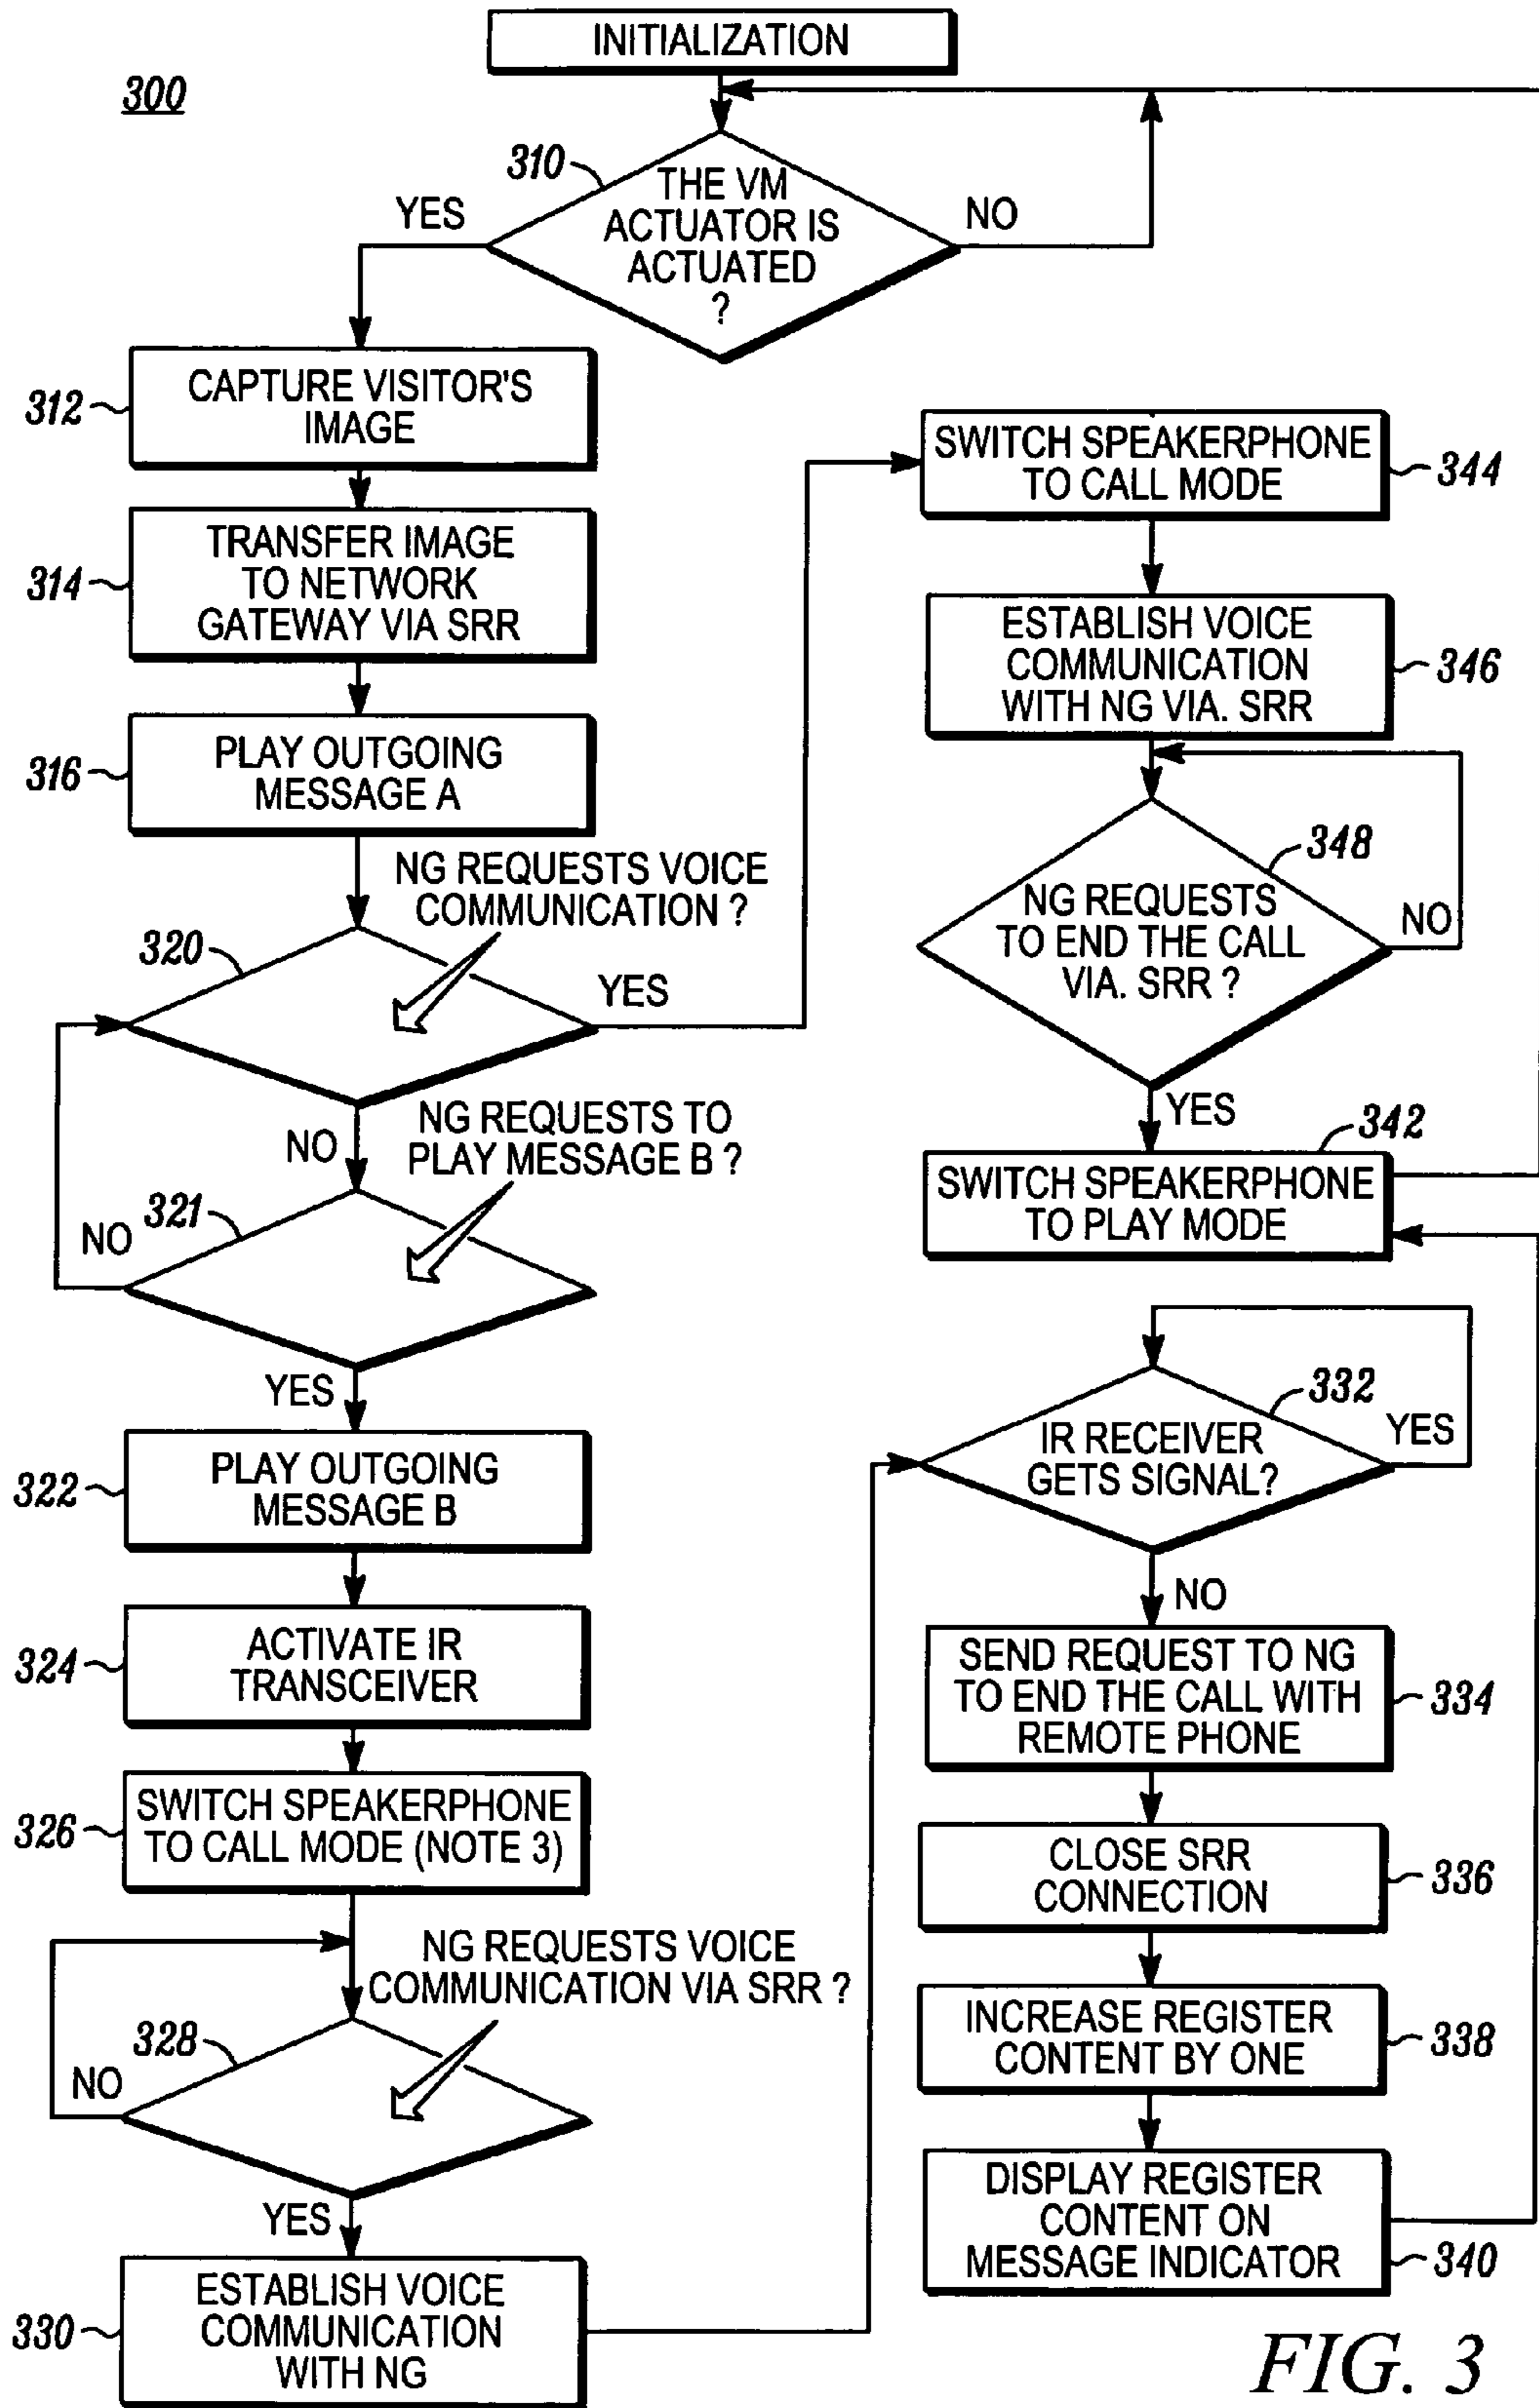 INITIALIZATION
300
310
THE VM
ACTUATOR IS
ACTUATED
?
YES
NO
312
CAPTURE VISITOR'S
IMAGE
314
TRANSFER IMAGE
TO NETWORK
GATEWAY VIA SRR
316
PLAY OUTGOING
MESSAGE A
NG REQUESTS VOICE
COMMUNICATION ?
320
YES
NO
NG REQUESTS TO
PLAY MESSAGE B ?
321
NO
YES
322
PLAY OUTGOING
MESSAGE B
324
ACTIVATE IR
TRANSCEIVER
326
SWITCH SPEAKERPHONE
TO CALL MODE (NOTE 3)
NG REQUESTS VOICE
COMMUNICATION VIA SRR ?
328
NO
YES
330
ESTABLISH VOICE
COMMUNICATION
WITH NG
SWITCH SPEAKERPHONE
TO CALL MODE
344
ESTABLISH VOICE
COMMUNICATION
WITH NG VIA. SRR
346
348
NG REQUESTS
TO END THE CALL
VIA. SRR ?
NO
YES
342
SWITCH SPEAKERPHONE
TO PLAY MODE
332
IR RECEIVER
GETS SIGNAL?
YES
NO
SEND REQUEST TO NG
TO END THE CALL WITH
REMOTE PHONE
334
CLOSE SRR
CONNECTION
336
INCREASE REGISTER
CONTENT BY ONE
338
DISPLAY REGISTER
CONTENT ON
MESSAGE INDICATOR
340
FIG. 3